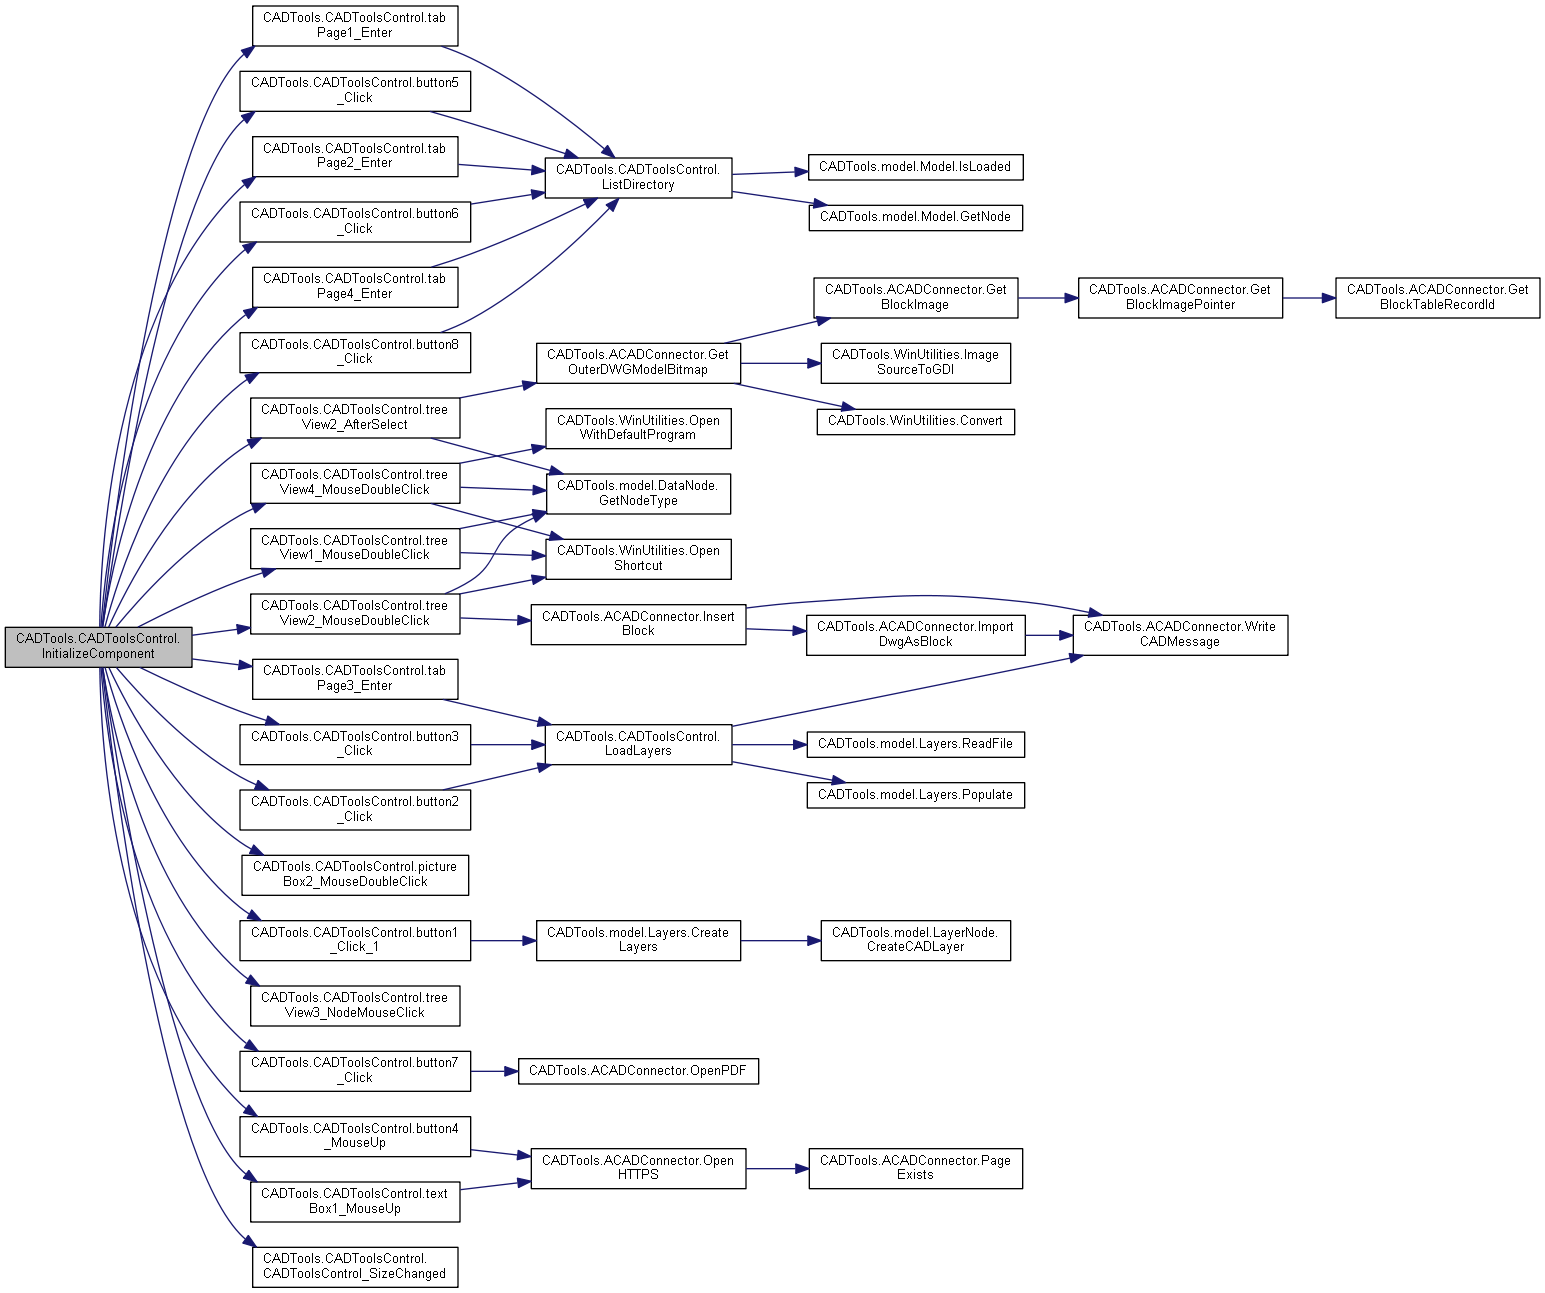 CADTools.CADToolsControl.
InitializeComponent
CADTools.CADToolsControl.tab
Page1_Enter
CADTools.CADToolsControl.button5
_Click
CADTools.CADToolsControl.tab
Page2_Enter
CADTools.CADToolsControl.button6
_Click
CADTools.CADToolsControl.tab
Page4_Enter
CADTools.CADToolsControl.button8
_Click
CADTools.CADToolsControl.tree
View2_AfterSelect
CADTools.CADToolsControl.tree
View4_MouseDoubleClick
CADTools.CADToolsControl.tree
View1_MouseDoubleClick
CADTools.CADToolsControl.tree
View2_MouseDoubleClick
CADTools.CADToolsControl.tab
Page3_Enter
CADTools.CADToolsControl.button3
_Click
CADTools.CADToolsControl.button2
_Click
CADTools.CADToolsControl.picture
Box2_MouseDoubleClick
CADTools.CADToolsControl.button1
_Click_1
CADTools.CADToolsControl.tree
View3_NodeMouseClick
CADTools.CADToolsControl.button7
_Click
CADTools.CADToolsControl.button4
_MouseUp
CADTools.CADToolsControl.text
Box1_MouseUp
CADTools.CADToolsControl.
CADToolsControl_SizeChanged
CADTools.CADToolsControl.
ListDirectory
CADTools.ACADConnector.Get
OuterDWGModelBitmap
CADTools.WinUtilities.Open
WithDefaultProgram
CADTools.model.DataNode.
GetNodeType
CADTools.WinUtilities.Open
Shortcut
CADTools.ACADConnector.Insert
Block
CADTools.CADToolsControl.
LoadLayers
CADTools.model.Layers.Create
Layers
CADTools.ACADConnector.OpenPDF
CADTools.ACADConnector.Open
HTTPS
CADTools.model.Model.IsLoaded
CADTools.model.Model.GetNode
CADTools.ACADConnector.Get
BlockImage
CADTools.WinUtilities.Image
SourceToGDI
CADTools.WinUtilities.Convert
CADTools.ACADConnector.Import
DwgAsBlock
CADTools.model.Layers.ReadFile
CADTools.model.Layers.Populate
CADTools.model.LayerNode.
CreateCADLayer
CADTools.ACADConnector.Page
Exists
CADTools.ACADConnector.Get
BlockImagePointer
CADTools.ACADConnector.Write
CADMessage
CADTools.ACADConnector.Get
BlockTableRecordId